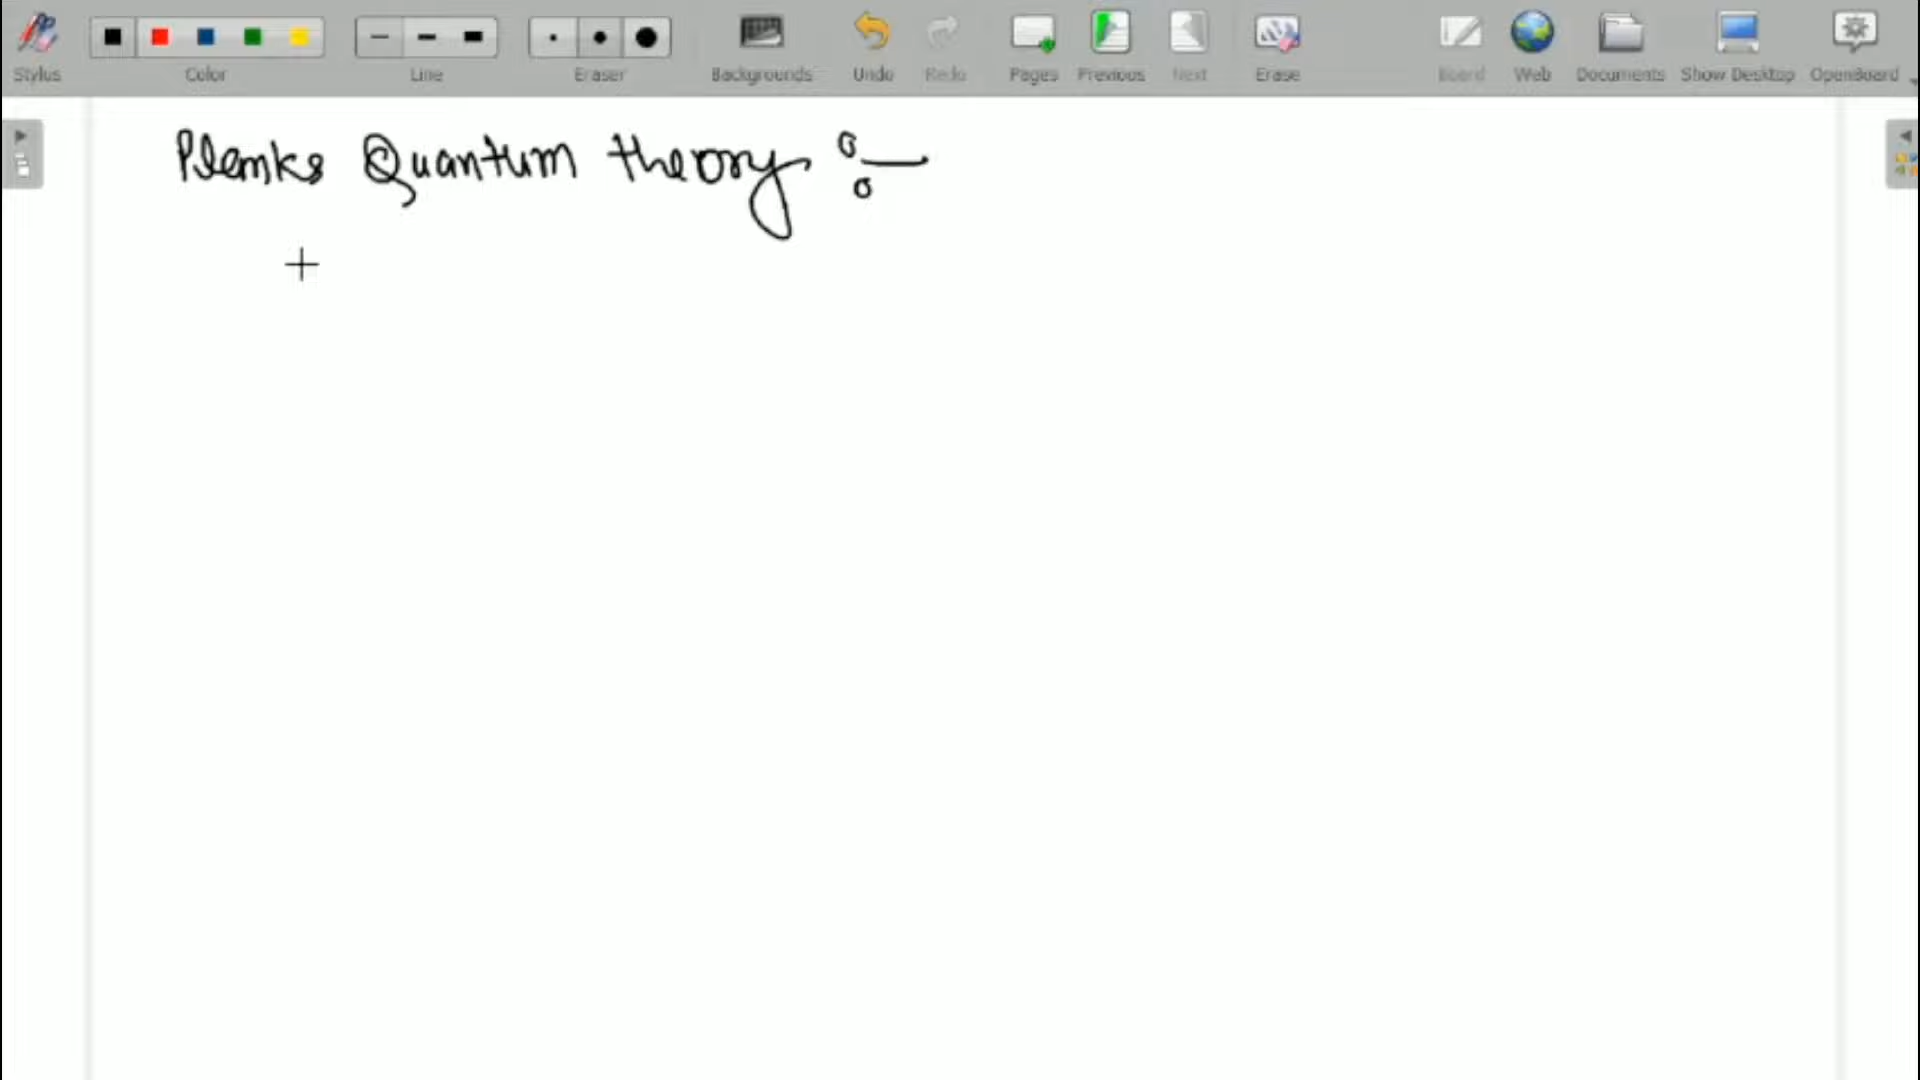 Stylus Color Line Eraser Backgrounds Undo Redo Pages Previous Next Erase Board Web Documents Show Desktop OpenBoard
Plamks Quantum theory :-